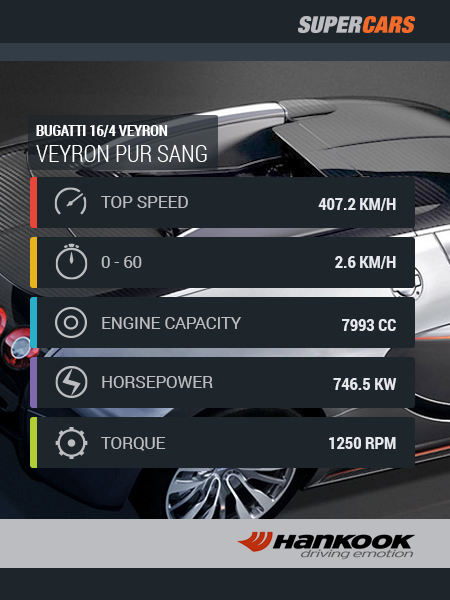 SUPERCARS
BUGATTI 16/4 VEYRON
VEYRON PUR SANG
TOP SPEED 407.2 KM/H
0 - 60 2.6 KM/H
ENGINE CAPACITY 7993 CC
HORSEPOWER 746.5 KW
TORQUE 1250 RPM
HANKOOK
driving emotion